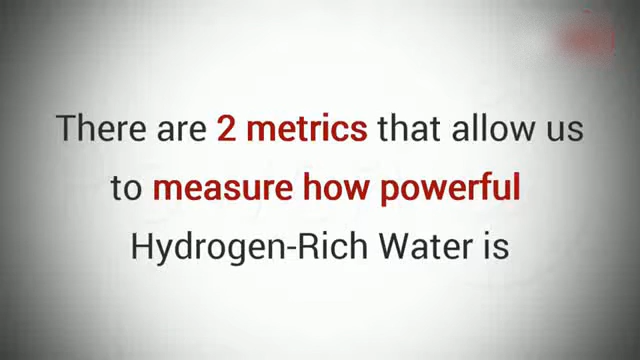 There are 2 metrics that allow us
to measure how powerful
Hydrogen-Rich Water is